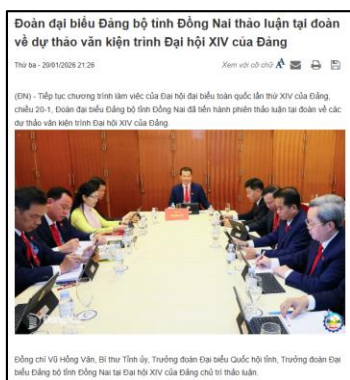 Đoàn đại biểu Đảng bộ tỉnh Đồng Nai thảo luận tại đoàn
về dự thảo văn kiện trình Đại hội XIV của Đảng
Thứ ba - 20/01/2026 21:26
Xem với cỡ chữ
(ĐN) - Tiếp tục chương trình làm việc của Đại hội đại biểu toàn quốc lần thứ XIV của Đảng,
chiều 20-1, Đoàn đại biểu Đảng bộ tỉnh Đồng Nai đã tiến hành phiên thảo luận tại đoàn về các
dự thảo văn kiện trình Đại hội XIV của Đảng.
Đồng chí Vũ Hồng Văn, Bí thư Tỉnh ủy, Trưởng đoàn Đại biểu Quốc hội tỉnh, Trưởng đoàn Đại
biểu Đảng bộ tỉnh Đồng Nai tại Đại hội XIV của Đảng chủ trì thảo luận.